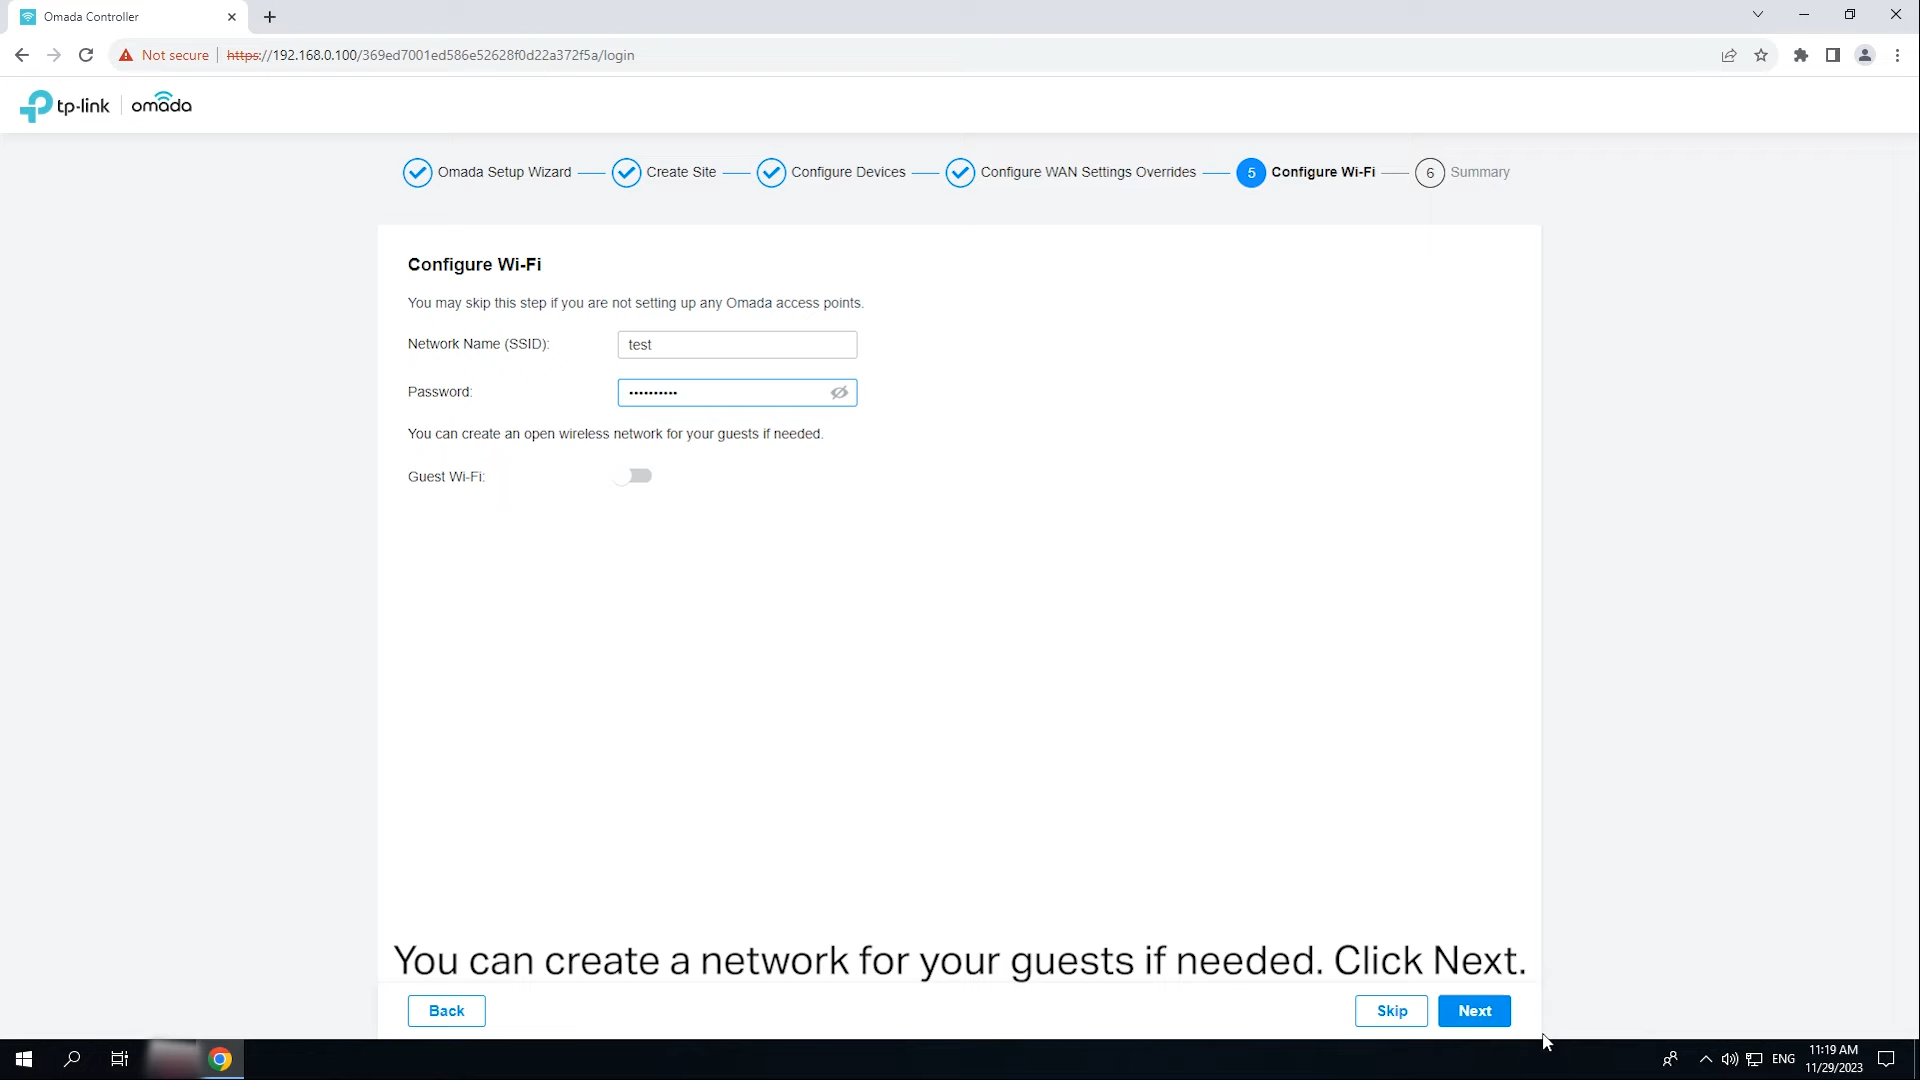 Omada Controller
Not secure https://192.168.0.100/369ed7001ed586e52628f0d22a372f5a/login
tp-link omada
Omada Setup Wizard Create Site Configure Devices Configure WAN Settings Overrides 5 Configure Wi-Fi 6 Summary
Configure Wi-Fi
You may skip this step if you are not setting up any Omada access points.
Network Name (SSID): test
Password: ••••••••••
You can create an open wireless network for your guests if needed.
Guest Wi-Fi:
You can create a network for your guests if needed. Click Next.
Back Skip Next
ENG 11:19 AM
11/29/2023